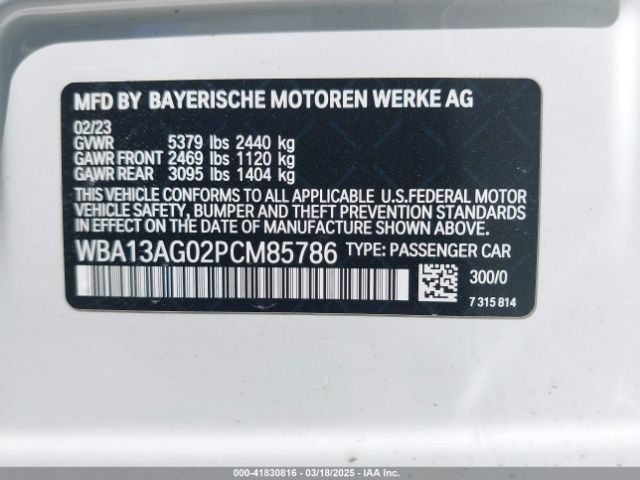 MFD BY BAYERISCHE MOTOREN WERKE AG
02/23
GVWR 5379 lbs 2440 kg
GAWR FRONT 2469 lbs 1120 kg
GAWR REAR 3095 lbs 1404 kg
THIS VEHICLE CONFORMS TO ALL APPLICABLE U.S.FEDERAL MOTOR
VEHICLE SAFETY, BUMPER, AND THEFT PREVENTION STANDARDS
IN EFFECT ON THE DATE OF MANUFACTURE SHOWN ABOVE.
WBA13AG02PCM85786 TYPE: PASSENGER CAR
300/0
7 315 814
000-41830816 — 03/18/2025 — IAAI.com